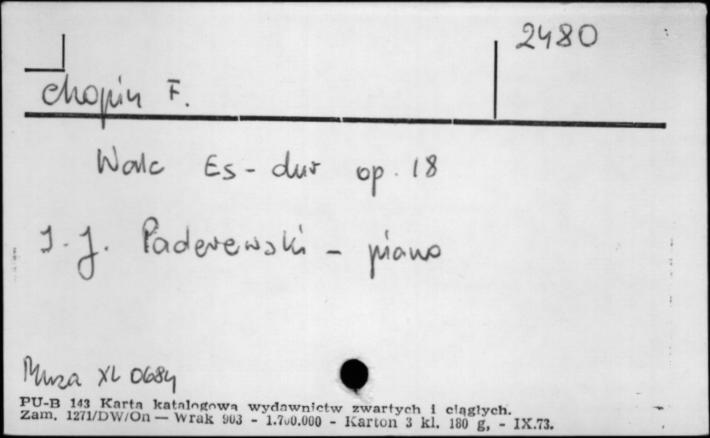 2480
Chopin F.
Walc Es-dur op. 18
I. J. Paderewski - piano
Muza XL 0684
PU-B 143 Karta katalogowa wydawnictw zwartych i ciągłych.
Zam. 1271/DW/On — Wrak 903 - 1.700.000 - Karton 3 kl. 180 g, - IX.73.